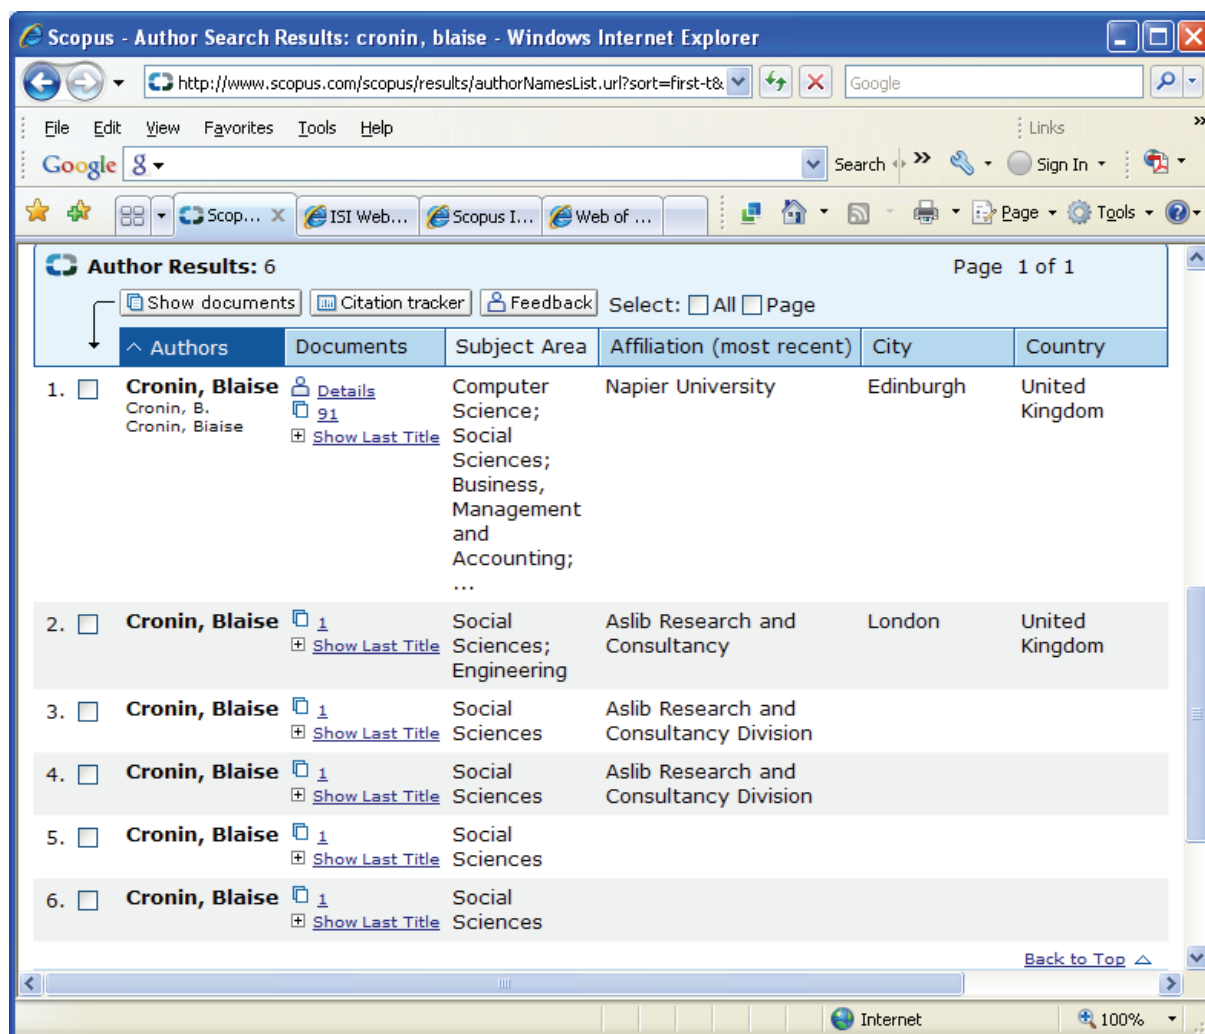 Scopus - Author Search Results: cronin, blaise - Windows Internet Explorer
http://www.scopus.com/scopus/results/authorNamesList.url?sort=first-t& Google
File Edit View Favorites Tools Help Links »
Google g Search » Sign In
Scop... X ISI Web... Scopus I... Web of ... Page Tools
Author Results: 6 Page 1 of 1
Show documents Citation tracker Feedback Select: All Page
Authors Documents Subject Area Affiliation (most recent) City Country
1. Cronin, Blaise Details Computer Napier University Edinburgh United
Cronin, B. 91 Science; Kingdom
Cronin, Biaise Show Last Title Social
Sciences;
Business,
Management
and
Accounting;
...
2. Cronin, Blaise 1 Social Aslib Research and London United
Show Last Title Sciences; Consultancy Kingdom
Engineering
3. Cronin, Blaise 1 Social Aslib Research and
Show Last Title Sciences Consultancy Division
4. Cronin, Blaise 1 Social Aslib Research and
Show Last Title Sciences Consultancy Division
5. Cronin, Blaise 1 Social
Show Last Title Sciences
6. Cronin, Blaise 1 Social
Show Last Title Sciences
Back to Top
Internet 100%